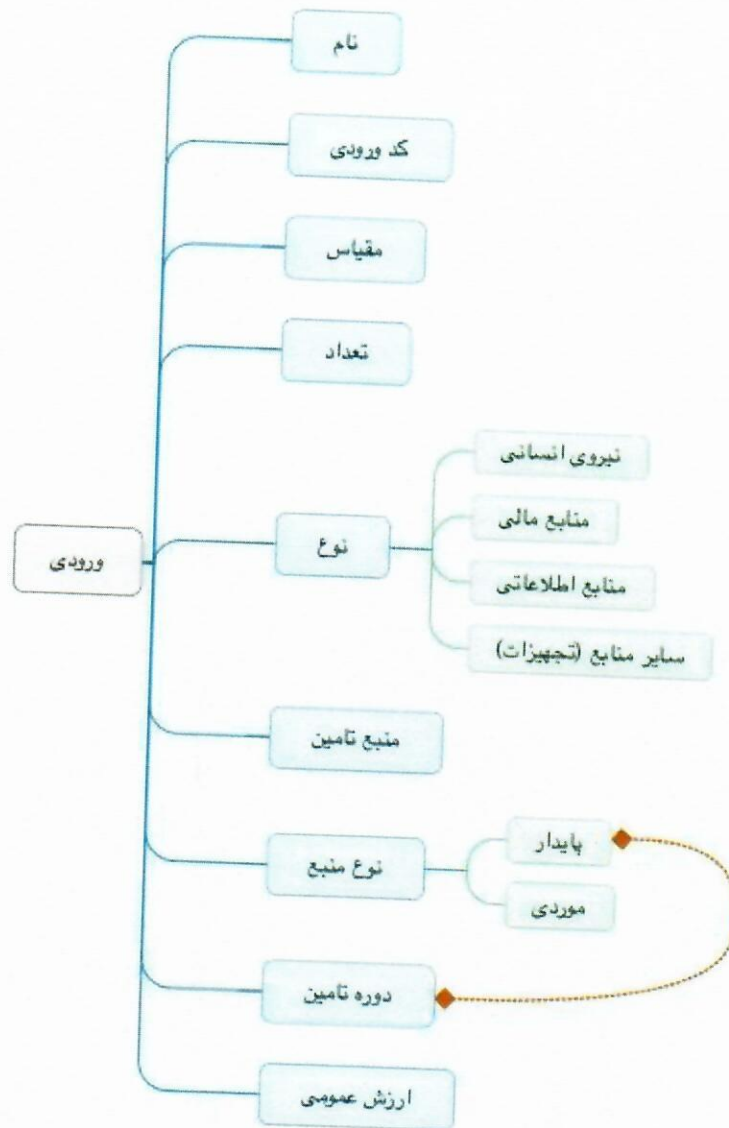 نام
کد ورودی
مقیاس
تعداد
نیروی انسانی
منابع مالی
نوع
ورودی
منابع اطلاعاتی
سایر منابع (تجهیزات)
منبع تامین
پایدار
نوع منبع
موردی
دوره تامین
ارزش عمومی